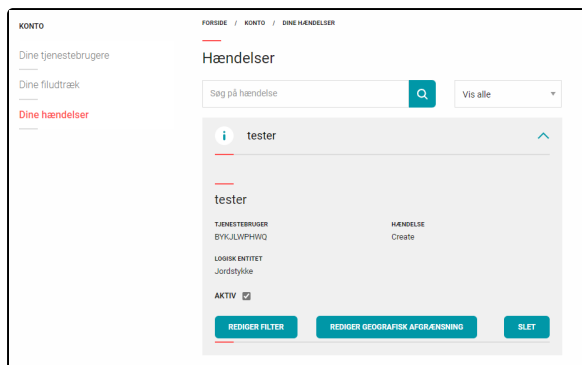 KONTO
Dine tjenestebrugere
Dine filudtræk
Dine hændelser
FORSIDE / KONTO / DINE HÆNDELSER
Hændelser
Søg på hændelse
Vis alle
i tester
tester
TJENESTEBRUGER HÆNDELSE
BYKJLWPHWQ Create
LOGISK ENTITET
Jordstykke
AKTIV
REDIGER FILTER REDIGER GEOGRAFISK AFGRÆNSNING SLET